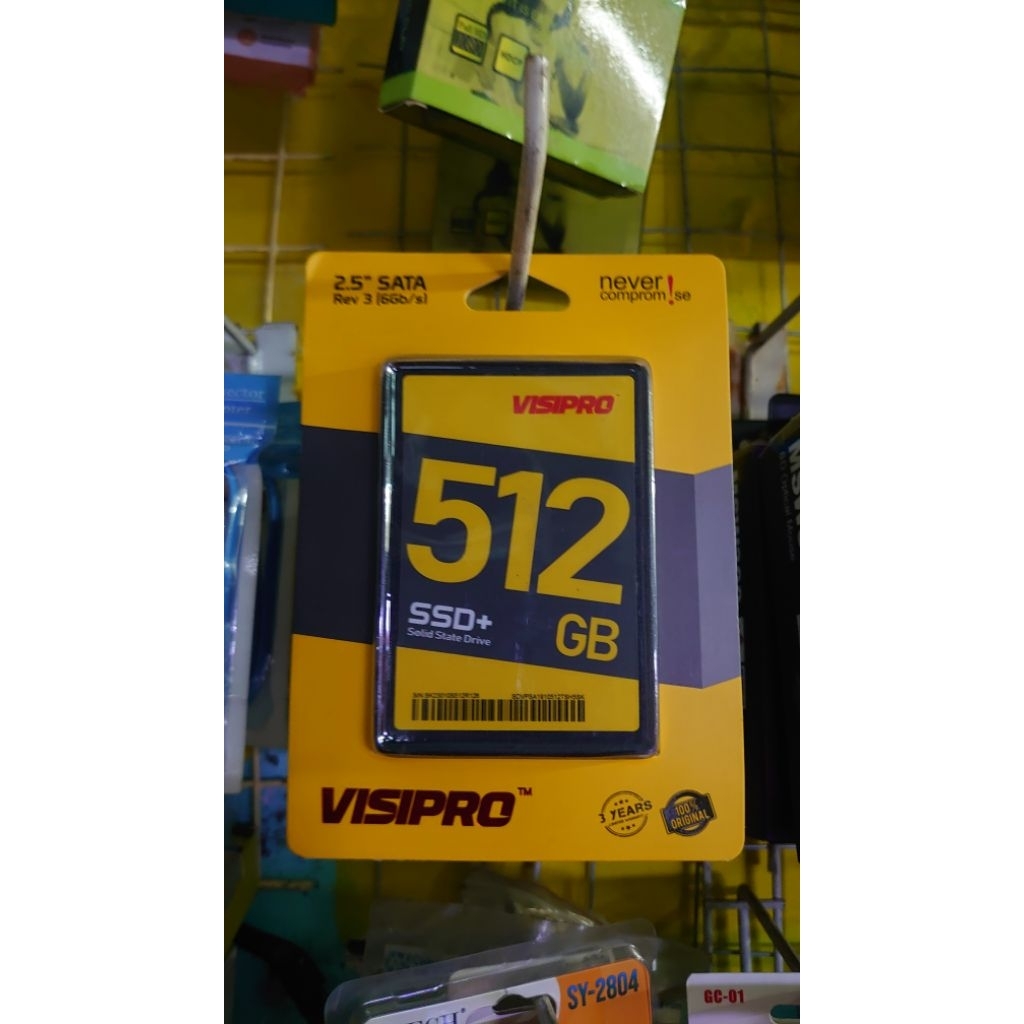 2.5" SATA
Rev 3 (6Gb/s)
never
comprom!se
VISIPRO
512
GB
SSD+
Solid State Drive
VISIPRO™
3 YEARS
100%
ORIGINAL
SY-2804
GC-01